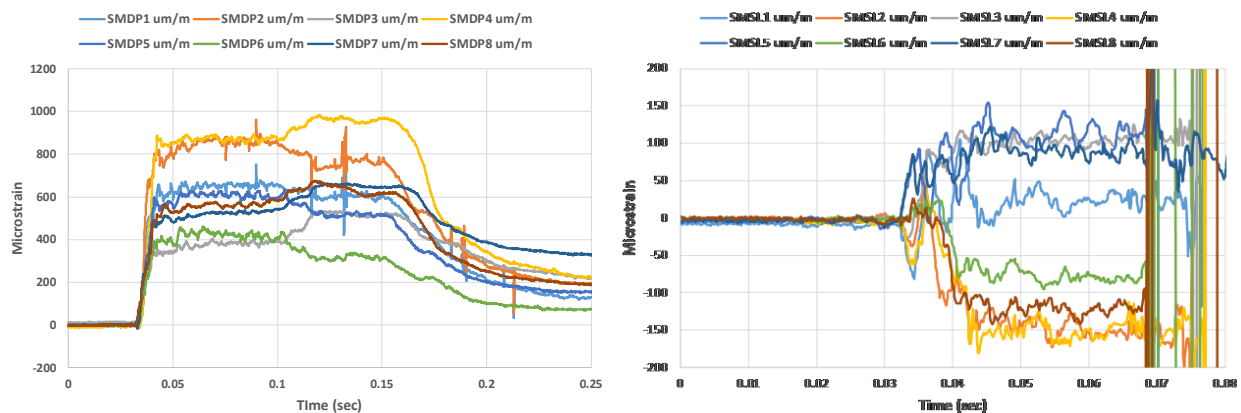 SMDP1 um/m SMDP2 um/m SMDP3 um/m SMDP4 um/m
SMDP5 um/m SMDP6 um/m SMDP7 um/m SMDP8 um/m
1200
1000
800
600
400
200
0
-200
Microstrain
0 0.05 0.1 0.15 0.2 0.25
TIme (sec)
SMSL1 um/m SMSL2 um/m SMSL3 um/m SMSL4 um/m
SMSL5 um/m SMSL6 um/m SMSL7 um/m SMSL8 um/m
200
150
100
50
0
-50
-100
-150
-200
Microstrain
0 0.01 0.02 0.03 0.04 0.05 0.06 0.07 0.08
Time (sec)